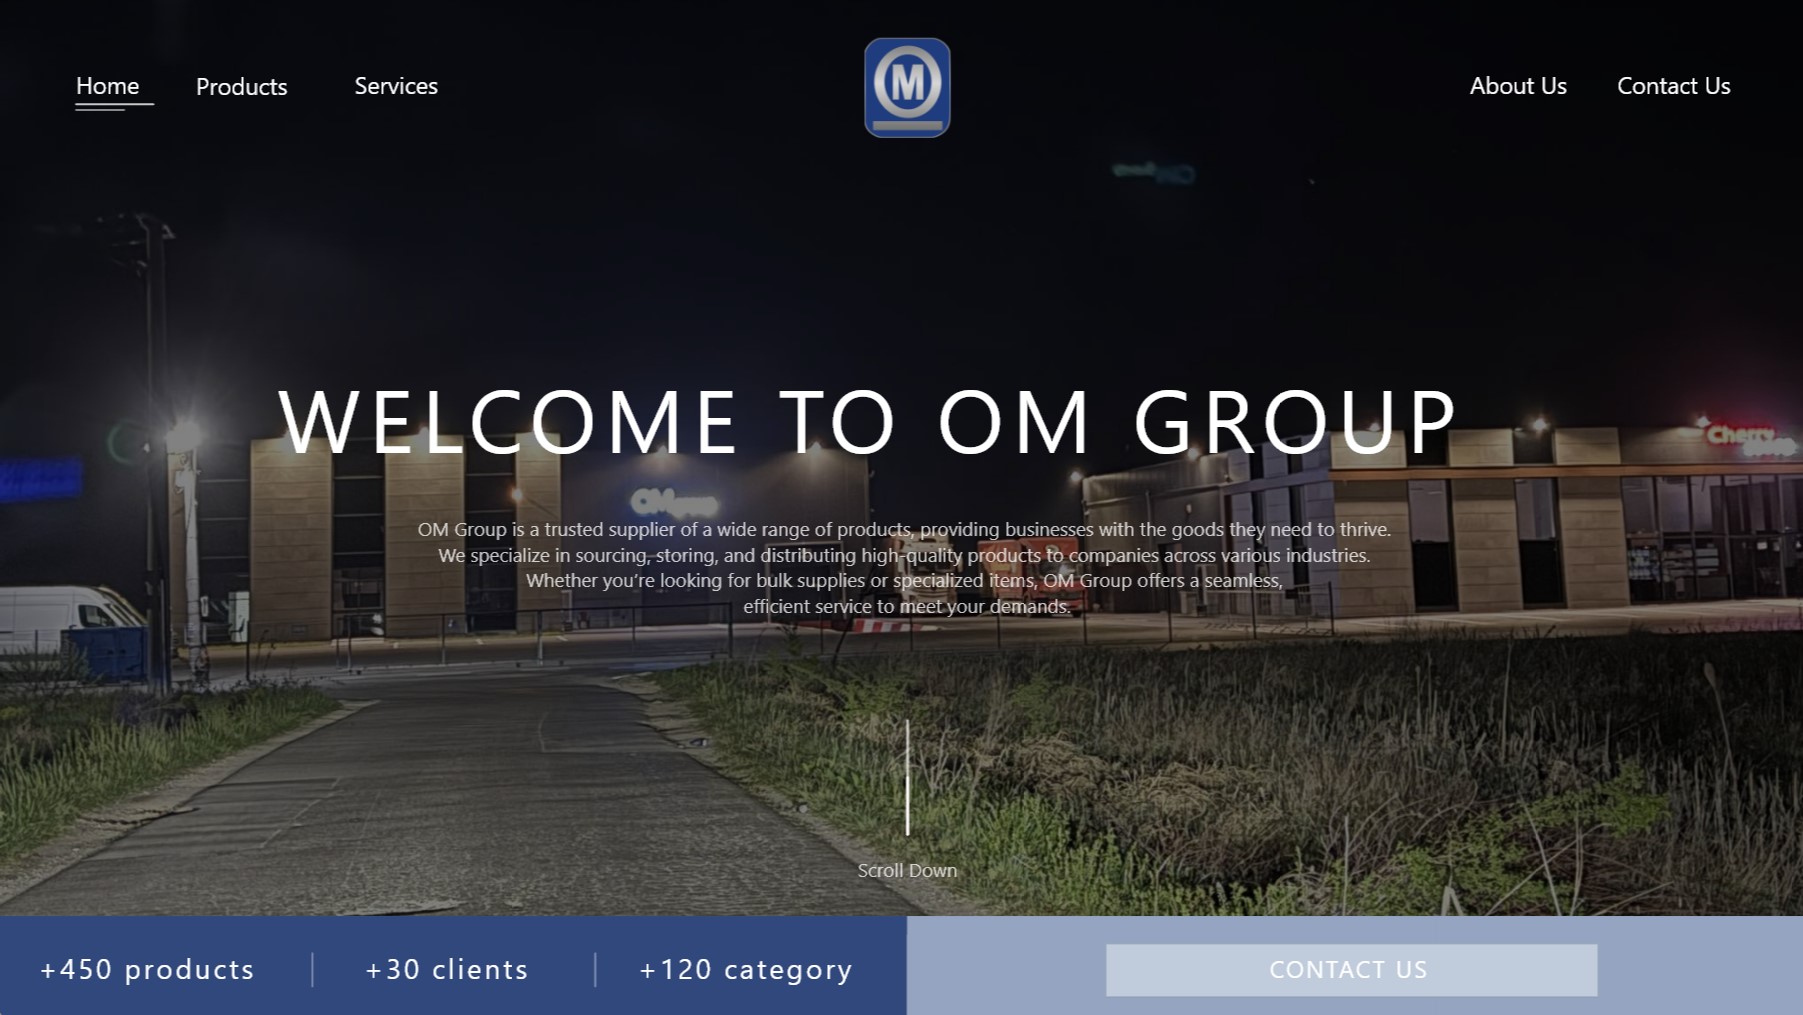 Home
Products
Services
M
About Us
Contact Us
WELCOME TO OM GROUP
OM group
Cherry
OM Group is a trusted supplier of a wide range of products, providing businesses with the goods they need to thrive.
We specialize in sourcing, storing, and distributing high-quality products to companies across various industries.
Whether you’re looking for bulk supplies or specialized items, OM Group offers a seamless,
efficient service to meet your demands.
Scroll Down
+450 products
+30 clients
+120 category
CONTACT US